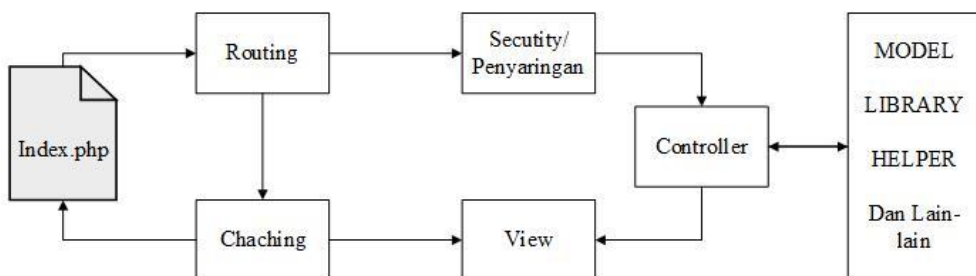 Routing
Secutity/
Penyaringan
MODEL
LIBRARY
HELPER
Dan Lain-
lain
Index.php
Controller
Chaching
View